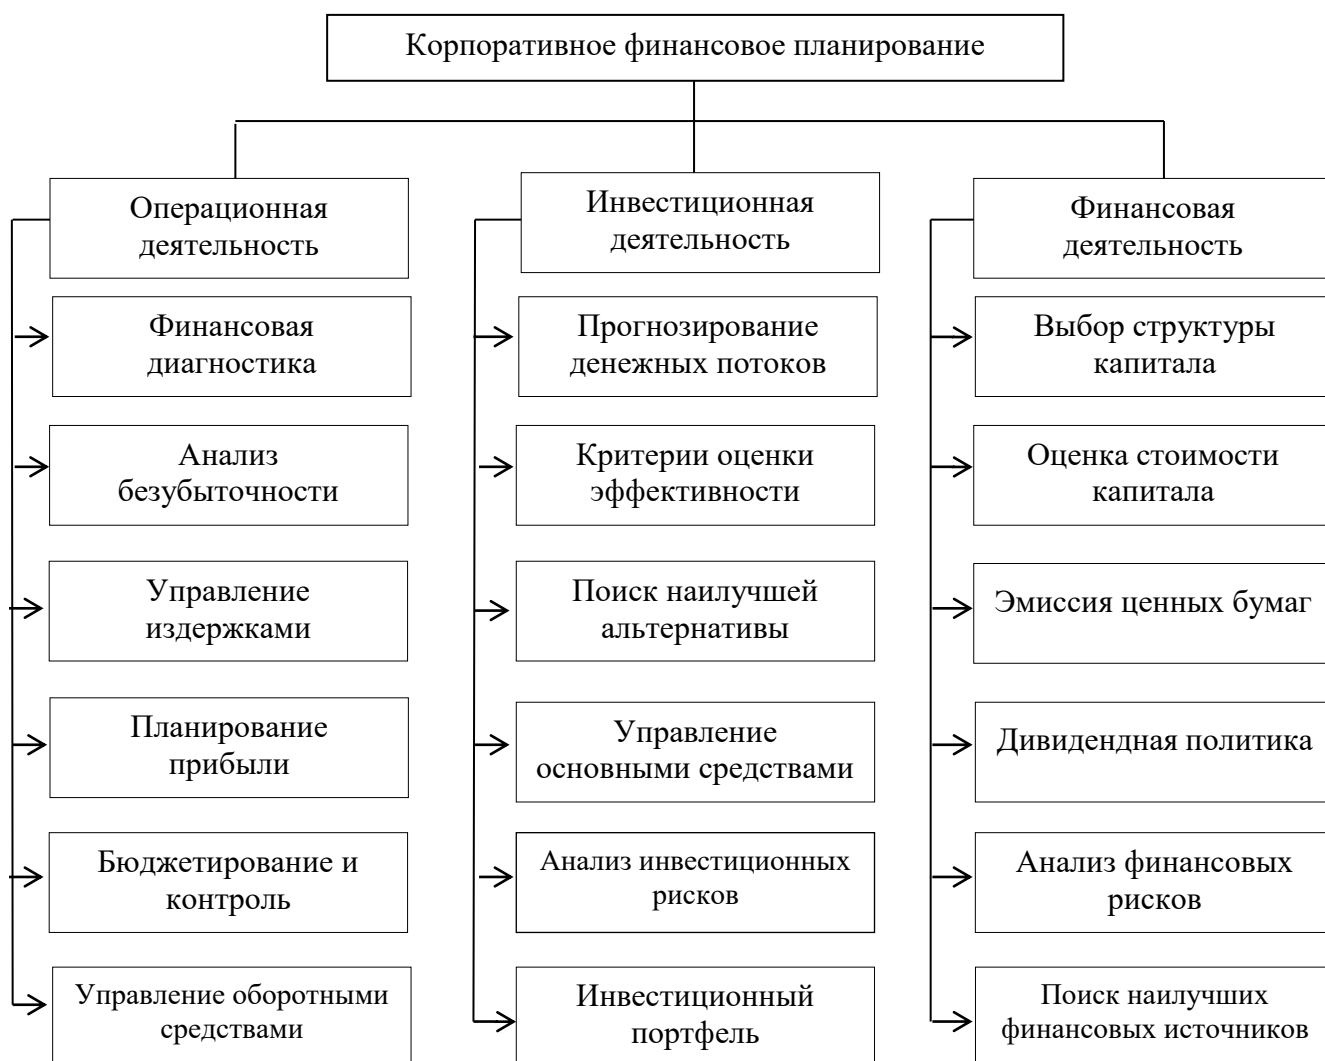 Корпоративное финансовое планирование
Операционная
деятельность
Финансовая
диагностика
Анализ
безубыточности
Управление
издержками
Планирование
прибыли
Бюджетирование и
контроль
Управление оборотными
средствами
Инвестиционная
деятельность
Прогнозирование
денежных потоков
Критерии оценки
эффективности
Поиск наилучшей
альтернативы
Управление
основными средствами
Анализ инвестиционных
рисков
Инвестиционный
портфель
Финансовая
деятельность
Выбор структуры
капитала
Оценка стоимости
капитала
Эмиссия ценных бумаг
Дивидендная политика
Анализ финансовых
рисков
Поиск наилучших
финансовых источников